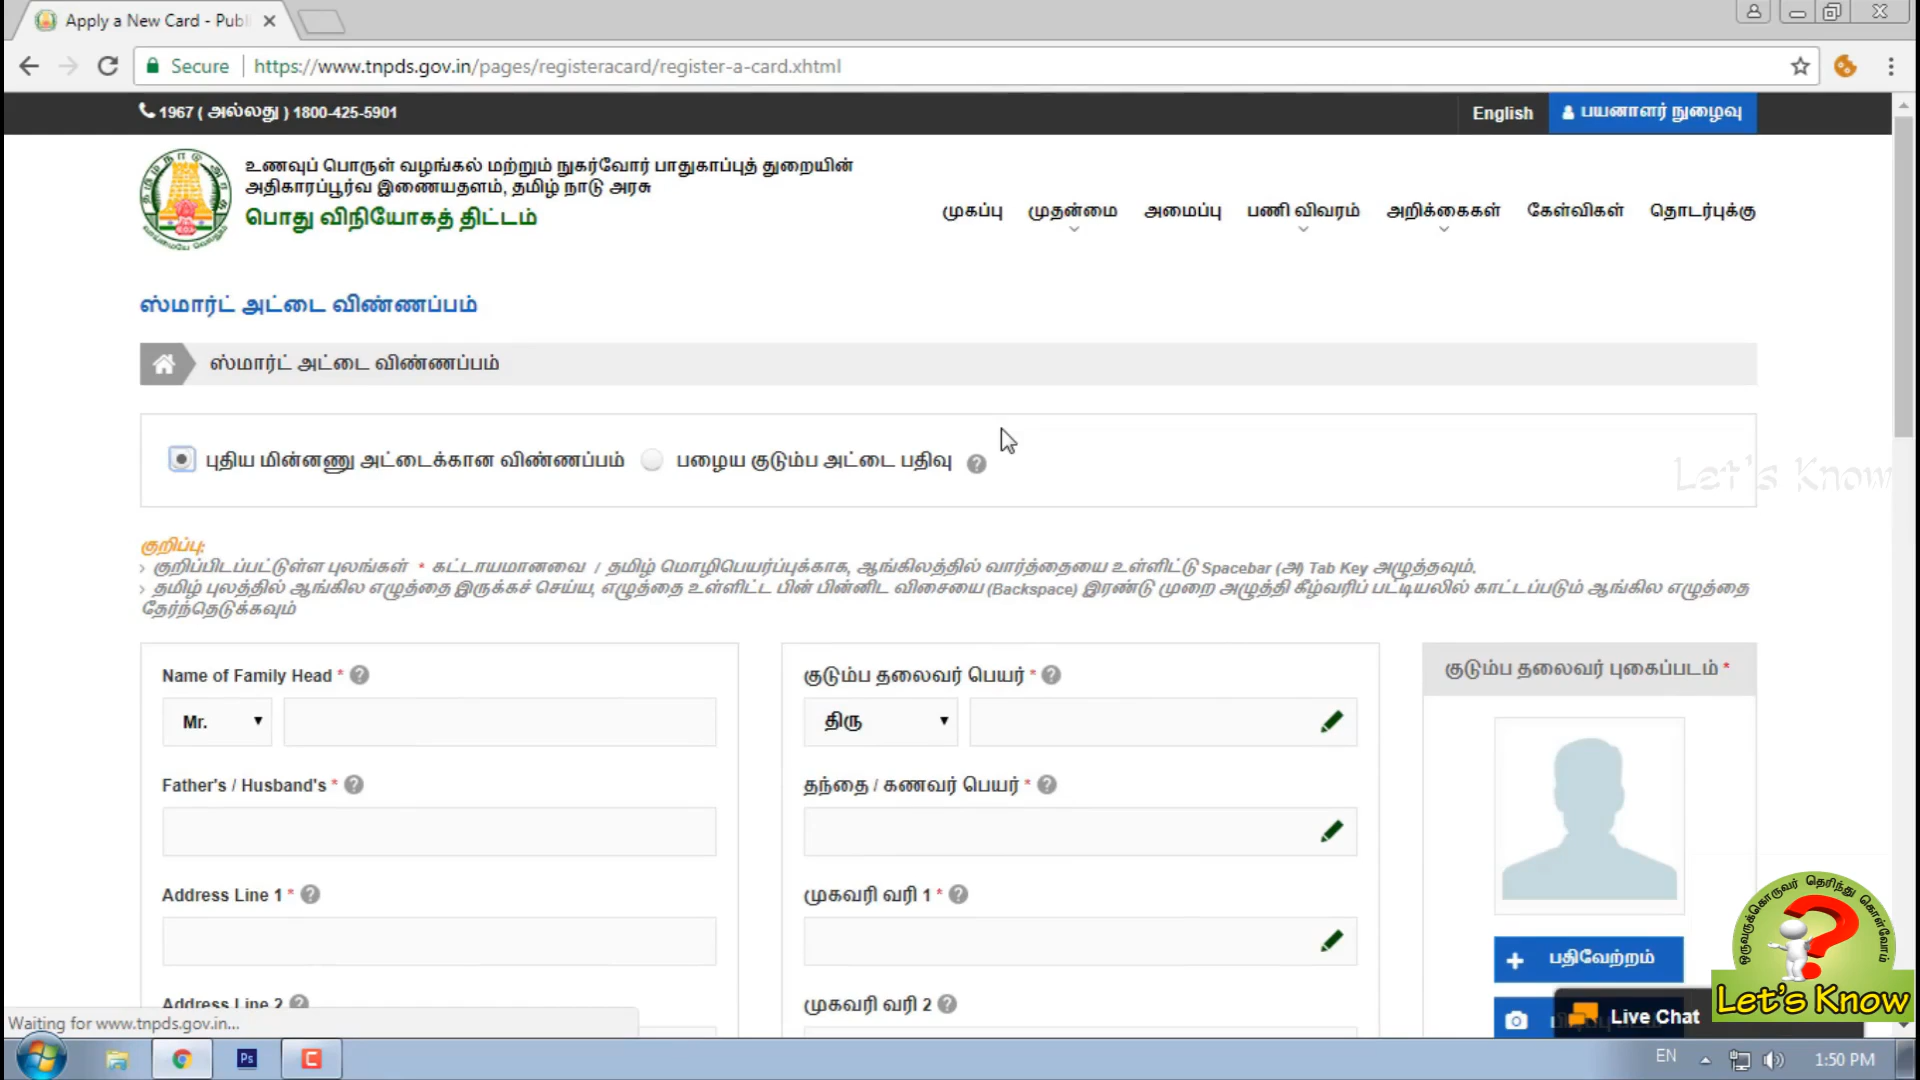 Apply a New Card - Publ
Secure
https://www.tnpds.gov.in/pages/registeracard/register-a-card.xhtml
1967 ( அல்லது ) 1800-425-5901
English
பயனாளர் நுழைவு
உணவுப் பொருள் வழங்கல் மற்றும் நுகர்வோர் பாதுகாப்புத் துறையின்
அதிகாரப்பூர்வ இணையதளம், தமிழ் நாடு அரசு
பொது விநியோகத் திட்டம்
முகப்பு முதன்மை அமைப்பு பணி விவரம் அறிக்கைகள் கேள்விகள் தொடர்புக்கு
ஸ்மார்ட் அட்டை விண்ணப்பம்
ஸ்மார்ட் அட்டை விண்ணப்பம்
புதிய மின்னணு அட்டைக்கான விண்ணப்பம் பழைய குடும்ப அட்டை பதிவு ?
Let's Know
குறிப்பு:
› குறிப்பிடப்பட்டுள்ள புலங்கள் * கட்டாயமானவை / தமிழ் மொழிபெயர்ப்புக்காக, ஆங்கிலத்தில் வார்த்தையை உள்ளிட்டு Spacebar (அ) Tab Key அழுத்தவும்.
› தமிழ் புலத்தில் ஆங்கில எழுத்தை இருக்கச் செய்ய, எழுத்தை உள்ளிட்ட பின் பின்னிட விசையை (Backspace) இரண்டு முறை அழுத்தி கீழ்வரிப் பட்டியலில் காட்டப்படும் ஆங்கில எழுத்தை
தேர்ந்தெடுக்கவும்
Name of Family Head * ?
Mr.
Father's / Husband's * ?
Address Line 1 * ?
Address Line 2 ?
குடும்ப தலைவர் பெயர் * ?
திரு
தந்தை / கணவர் பெயர் * ?
முகவரி வரி 1 * ?
முகவரி வரி 2 ?
குடும்ப தலைவர் புகைப்படம் *
பதிவேற்றம்
Live Chat
ஒருவருக்கொருவர் தெரிந்து கொள்வோம்
?
Let's Know
Waiting for www.tnpds.gov.in...
Ps
C
EN
1:50 PM